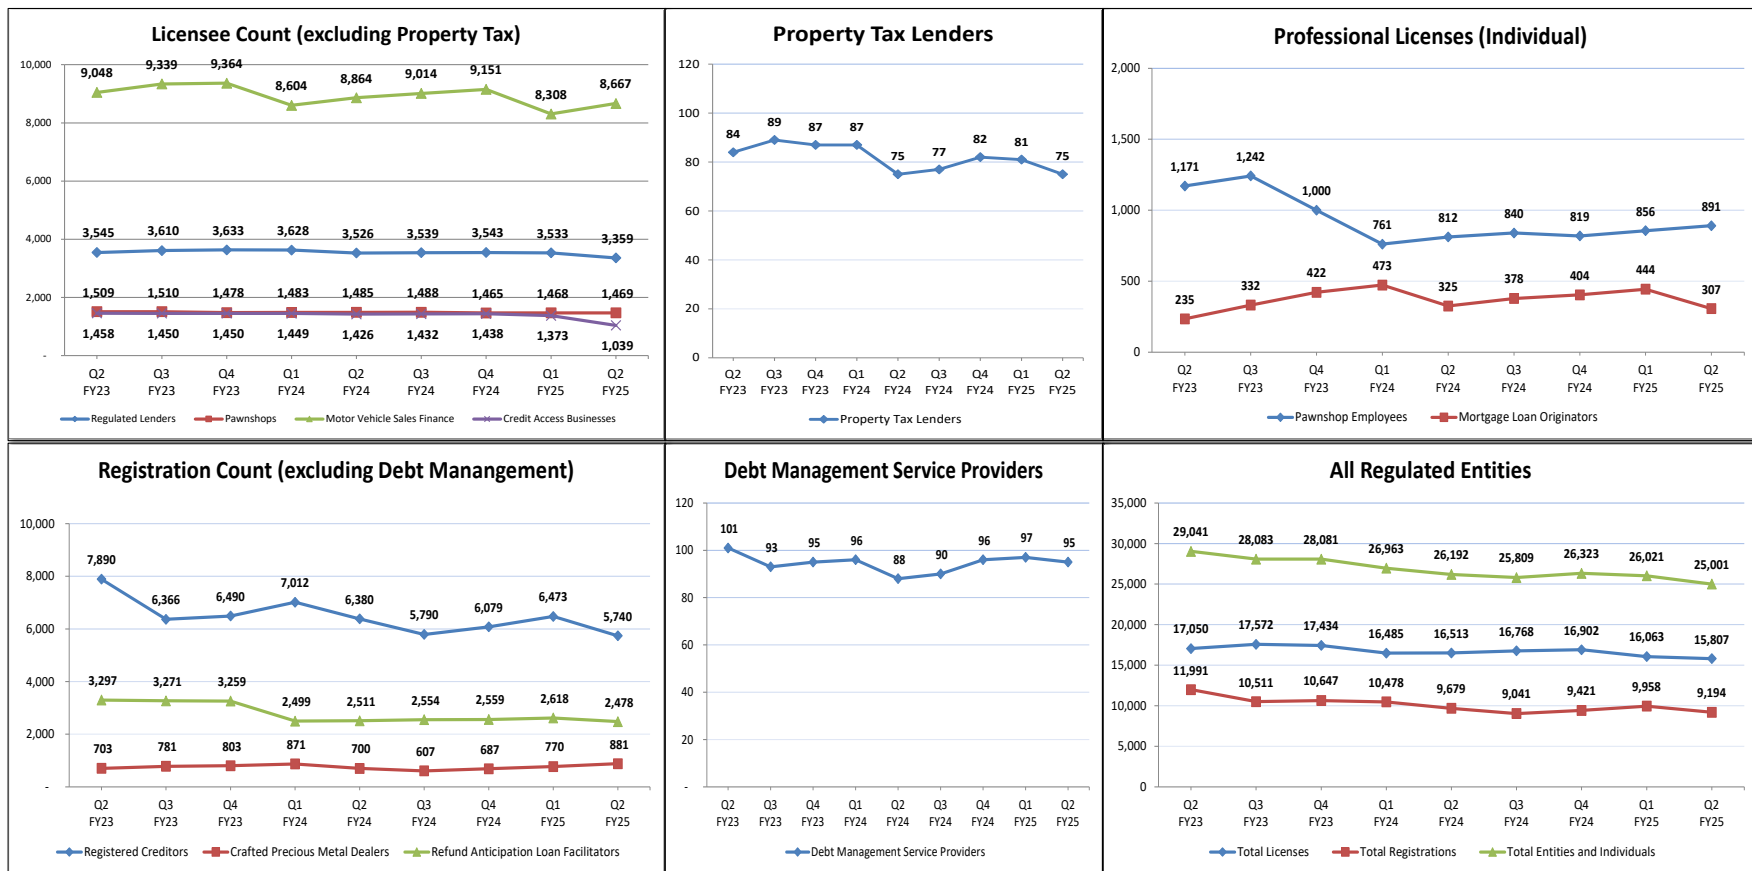 Licensee Count (excluding Property Tax)
10,000
8,000
6,000
4,000
2,000
-
9,048 9,339 9,364 8,604 8,864 9,014 9,151 8,308 8,667
3,545 3,610 3,633 3,628 3,526 3,539 3,543 3,533 3,359
1,509 1,510 1,478 1,483 1,485 1,488 1,465 1,468 1,469
1,458 1,450 1,450 1,449 1,426 1,432 1,438 1,373 1,039
Q2 Q3 Q4 Q1 Q2 Q3 Q4 Q1 Q2
FY23 FY23 FY23 FY24 FY24 FY24 FY24 FY25 FY25
Regulated Lenders Pawnshops Motor Vehicle Sales Finance Credit Access Businesses
Property Tax Lenders
120
100
80
60
40
20
0
84 89 87 87 75 77 82 81 75
Q2 Q3 Q4 Q1 Q2 Q3 Q4 Q1 Q2
FY23 FY23 FY23 FY24 FY24 FY24 FY24 FY25 FY25
Property Tax Lenders
Professional Licenses (Individual)
2,000
1,500
1,000
500
0
1,171 1,242 1,000 761 812 840 819 856 891
235 332 422 473 325 378 404 444 307
Q2 Q3 Q4 Q1 Q2 Q3 Q4 Q1 Q2
FY23 FY23 FY23 FY24 FY24 FY24 FY24 FY25 FY25
Pawnshop Employees Mortgage Loan Originators
Registration Count (excluding Debt Manangement)
10,000
8,000
6,000
4,000
2,000
-
7,890 6,366 6,490 7,012 6,380 5,790 6,079 6,473 5,740
3,297 3,271 3,259 2,499 2,511 2,554 2,559 2,618 2,478
703 781 803 871 700 607 687 770 881
Q2 Q3 Q4 Q1 Q2 Q3 Q4 Q1 Q2
FY23 FY23 FY23 FY24 FY24 FY24 FY24 FY25 FY25
Registered Creditors Crafted Precious Metal Dealers Refund Anticipation Loan Facilitators
Debt Management Service Providers
120
100
80
60
40
20
-
101 93 95 96 88 90 96 97 95
Q2 Q3 Q4 Q1 Q2 Q3 Q4 Q1 Q2
FY23 FY23 FY23 FY24 FY24 FY24 FY24 FY25 FY25
Debt Management Service Providers
All Regulated Entities
35,000
30,000
25,000
20,000
15,000
10,000
5,000
0
29,041 28,083 28,081 26,963 26,192 25,809 26,323 26,021 25,001
17,050 17,572 17,434 16,485 16,513 16,768 16,902 16,063 15,807
11,991 10,511 10,647 10,478 9,679 9,041 9,421 9,958 9,194
Q2 Q3 Q4 Q1 Q2 Q3 Q4 Q1 Q2
FY23 FY23 FY23 FY24 FY24 FY24 FY24 FY25 FY25
Total Licenses Total Registrations Total Entities and Individuals